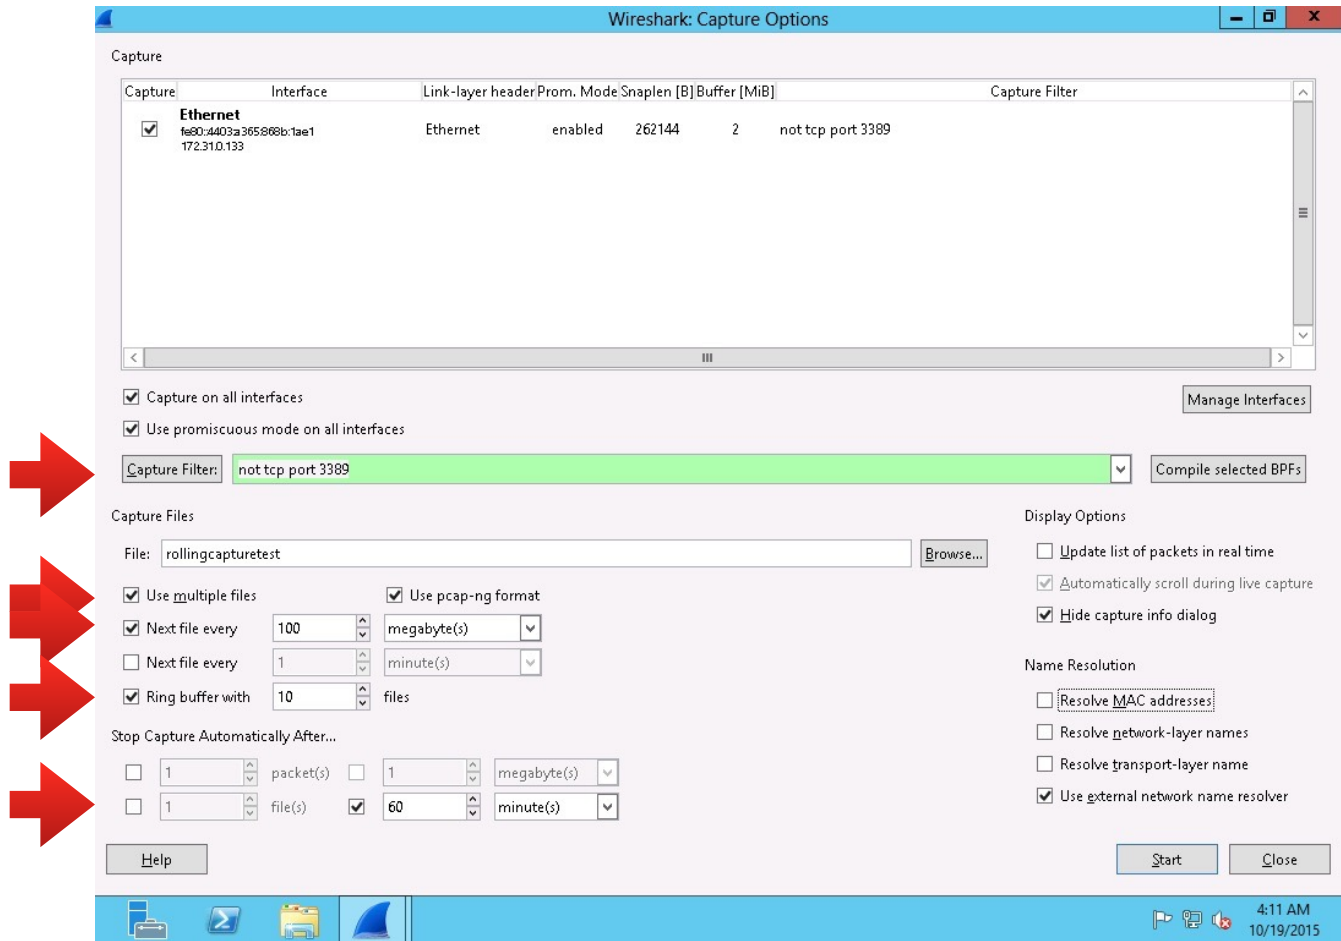 Wireshark: Capture Options
Capture
Capture Interface Link-layer header Prom. Mode Snaplen [B] Buffer [MiB] Capture Filter
Ethernet
fe80::4403:a365:868b:1ae1
172.31.0.133
Ethernet enabled 262144 2 not tcp port 3389
Capture on all interfaces
Manage Interfaces
Use promiscuous mode on all interfaces
Capture Filter: not tcp port 3389 Compile selected BPFs
Capture Files
File: rollingcapturetest Browse...
Use multiple files Use pcap-ng format
Next file every 100 megabyte(s)
Next file every 1 minute(s)
Ring buffer with 10 files
Stop Capture Automatically After...
1 packet(s) 1 megabyte(s)
1 file(s) 60 minute(s)
Display Options
Update list of packets in real time
Automatically scroll during live capture
Hide capture info dialog
Name Resolution
Resolve MAC addresses
Resolve network-layer names
Resolve transport-layer name
Use external network name resolver
Help Start Close
4:11 AM
10/19/2015